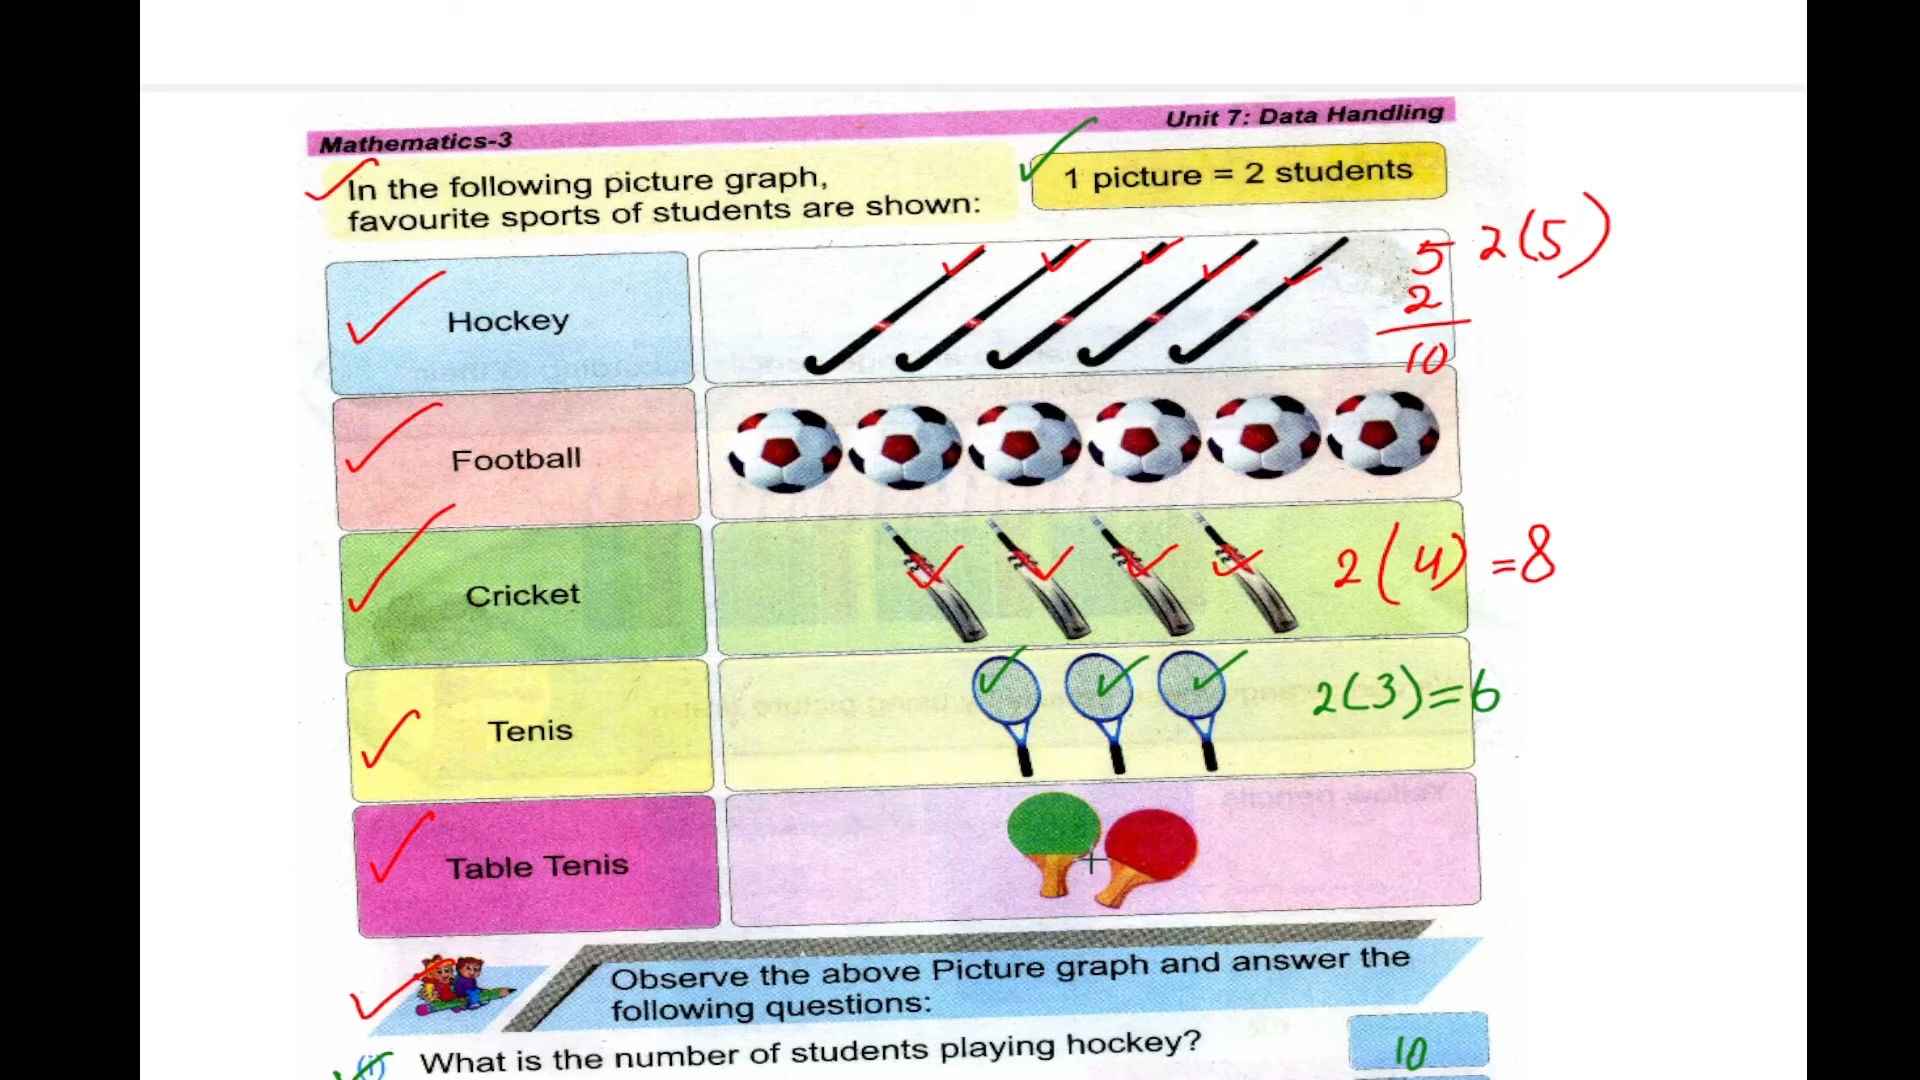 Mathematics-3
Unit 7: Data Handling
In the following picture graph,
favourite sports of students are shown:
1 picture = 2 students
Hockey
5
2
10
2(5)
Football
Cricket
2(4) =8
Tenis
2(3)=6
Table Tenis
Observe the above Picture graph and answer the
following questions:
(i) What is the number of students playing hockey?
10